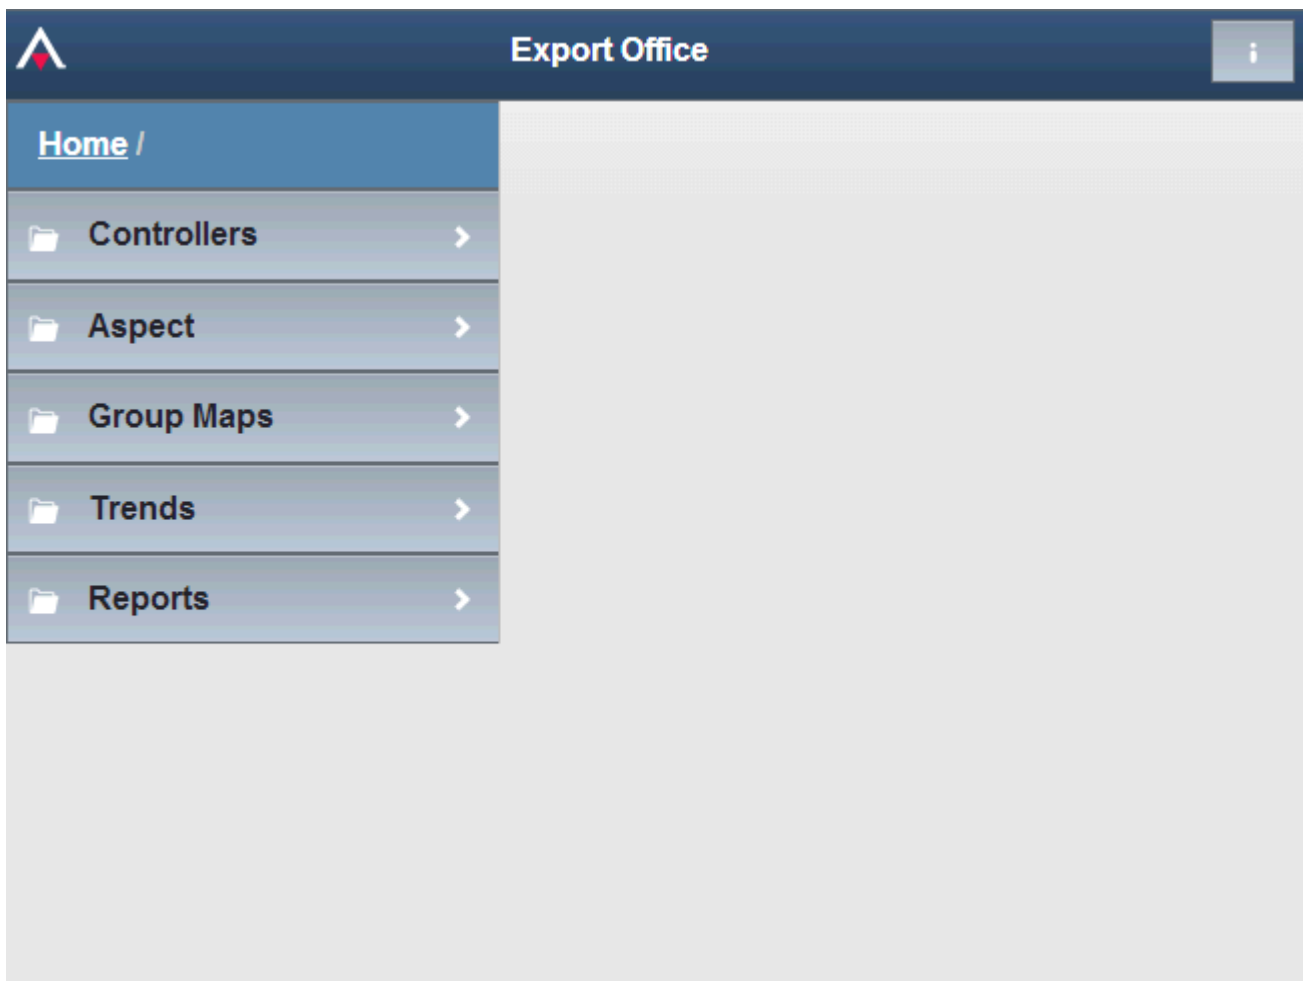 Export Office
i
Home /
Controllers
Aspect
Group Maps
Trends
Reports